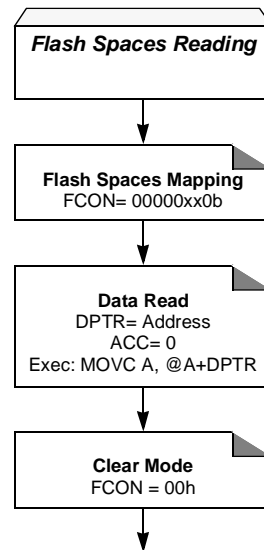 Flash Spaces Reading
Flash Spaces Mapping
FCON= 00000xx0b
Data Read
DPTR= Address
ACC= 0
Exec: MOVC A, @A+DPTR
Clear Mode
FCON = 00h